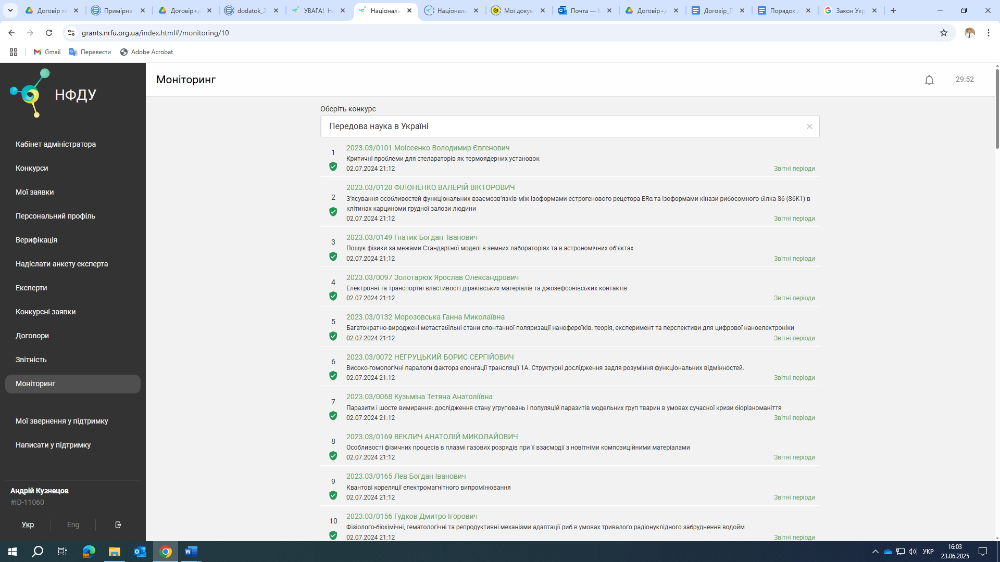 Договір та
Примірна
Договір+д
dodatok_2
УВАГА! На
Національ
Національ
Мої докум
Почта — К
Договір+д
Договір_П
Порядок д
Закон Укр
grants.nrfu.org.ua/index.html#/monitoring/10
Gmail
Перевести
Adobe Acrobat
НФДУ
Кабінет адміністратора
Конкурси
Мої заявки
Персональний профіль
Верифікація
Надіслати анкету експерта
Експерти
Конкурсні заявки
Договори
Звітність
Моніторинг
Мої звернення у підтримку
Написати у підтримку
Андрій Кузнецов
#ID-11060
Укр
Eng
Моніторинг
29:52
Оберіть конкурс
Передова наука в Україні
1
2023.03/0101 Моісеєнко Володимир Євгенович
Критичні проблеми для стелараторів як термоядерних установок
02.07.2024 21:12
Звітні періоди
2
2023.03/0120 ФІЛОНЕНКО ВАЛЕРІЙ ВІКТОРОВИЧ
З'ясування особливостей функціональних взаємозв'язків між ізоформами естрогенового рецетора ERα та ізоформами кінази рибосомного білка S6 (S6K1) в
клітинах карциноми грудної залози людини
02.07.2024 21:12
Звітні періоди
3
2023.03/0149 Гнатик Богдан  Іванович
Пошук фізики за межами Стандартної моделі в земних лабораторіях та в астрономічних об'єктах
02.07.2024 21:12
Звітні періоди
4
2023.03/0097 Золотарюк Ярослав Олександрович
Електронні та транспортні властивості діраківських матеріалів та джозефсонівських контактів
02.07.2024 21:12
Звітні періоди
5
2023.03/0132 Морозовська Ганна Миколаївна
Багатократно-вироджені метастабільні стани спонтанної поляризації нанофероїків: теорія, експеримент та перспективи для цифрової наноелектроніки
02.07.2024 21:12
Звітні періоди
6
2023.03/0072 НЕГРУЦЬКИЙ БОРИС СЕРГІЙОВИЧ
Високо-гомологічні паралоги фактора елонгації трансляції 1А. Структурні дослідження задля розуміння функціональних відмінностей.
02.07.2024 21:12
Звітні періоди
7
2023.03/0068 Кузьміна Тетяна Анатоліївна
Паразити і шосте вимирання: дослідження стану угруповань і популяцій паразитів модельних груп тварин в умовах сучасної кризи біорізноманіття
02.07.2024 21:12
Звітні періоди
8
2023.03/0169 ВЕКЛИЧ АНАТОЛІЙ МИКОЛАЙОВИЧ
Особливості фізичних процесів в плазмі газових розрядів при її взаємодії з новітніми композиційними матеріалами
02.07.2024 21:12
Звітні періоди
9
2023.03/0165 Лев Богдан Іванович
Квантові кореляції електромагнітного випромінювання
02.07.2024 21:12
Звітні періоди
10
2023.03/0156 Гудков Дмитро Ігорович
Фізіолого-біохімічні, гематологічні та репродуктивні механізми адаптації риб в умовах тривалого радіонуклідного забруднення водойм
02.07.2024 21:12
Звітні періоди
УКР
16:03
23.06.2025